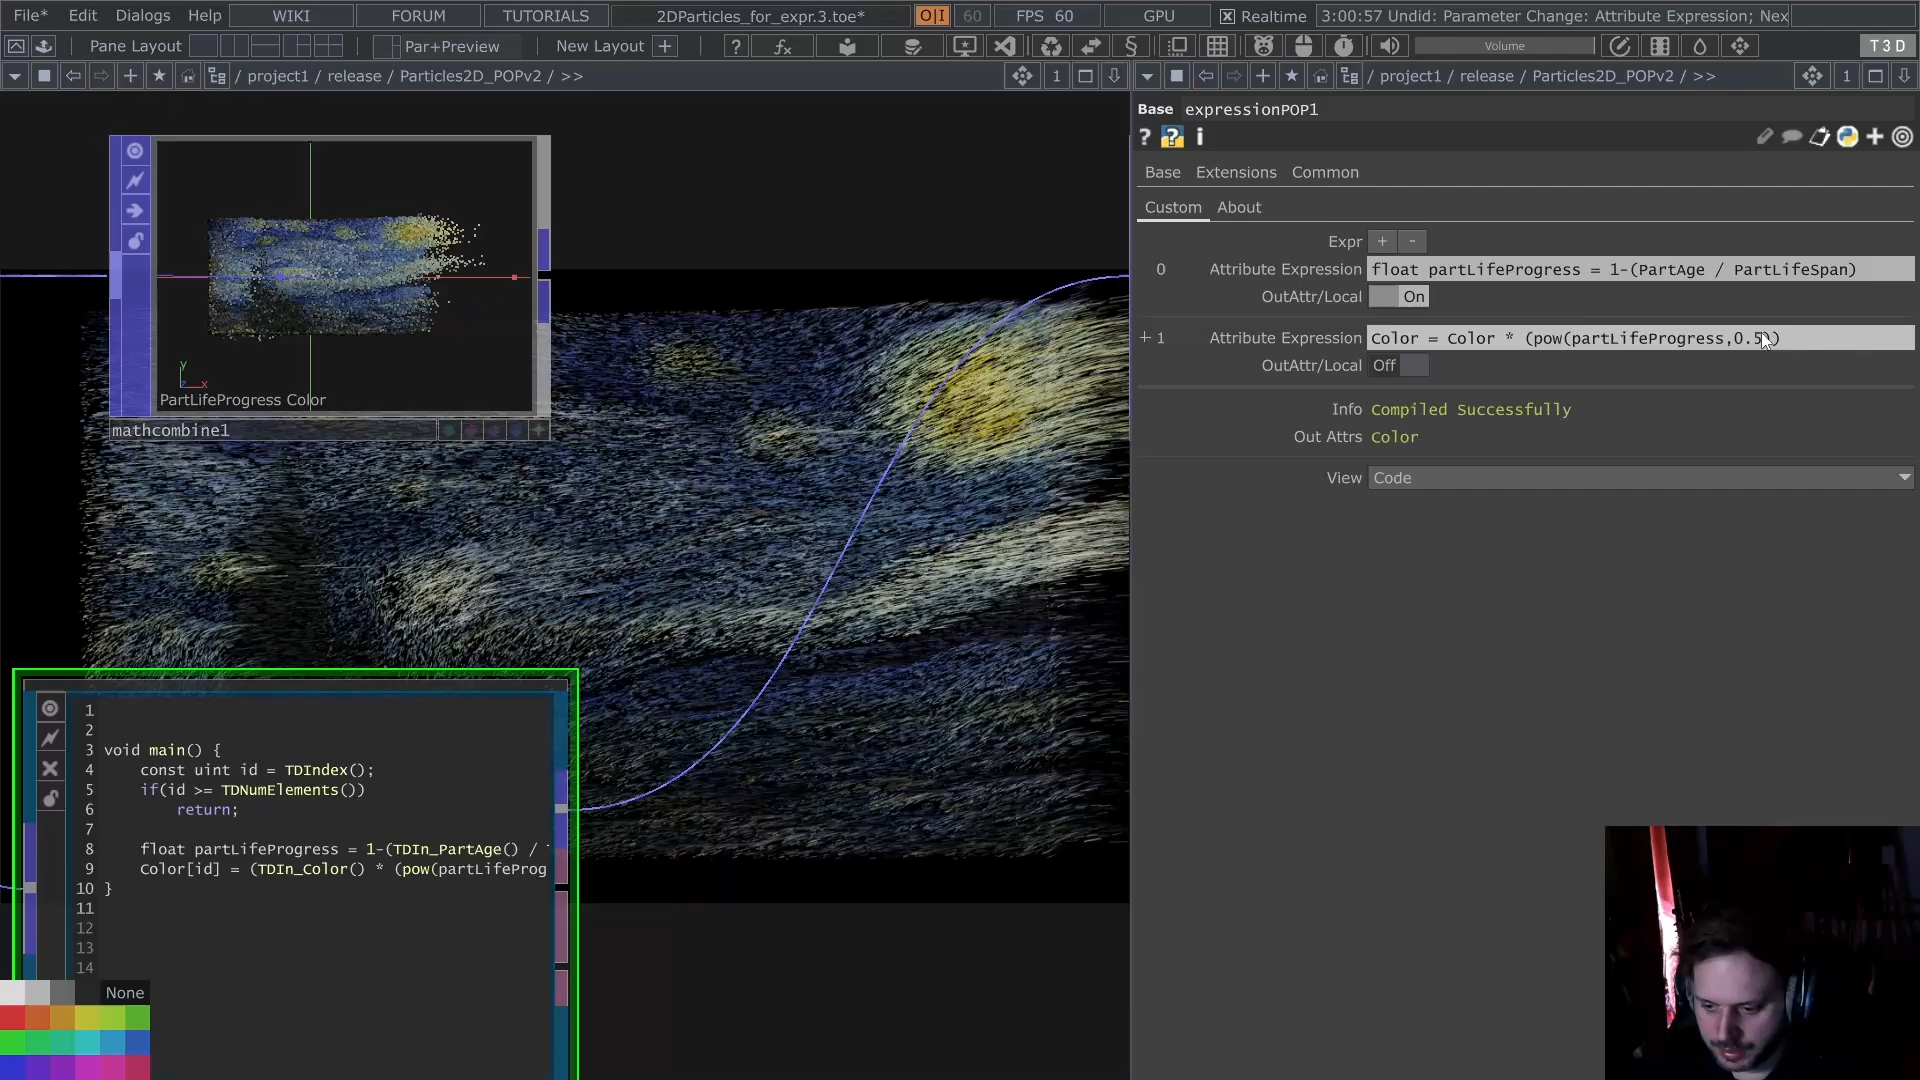 File* Edit Dialogs Help WIKI FORUM TUTORIALS 2DParticles_for_expr.3.toe* O|I 60 FPS 60 GPU Realtime 3:00:57 Undid: Parameter Change: Attribute Expression; Nex
Pane Layout Par+Preview New Layout + ? fx § Volume T3D
/ project1 / release / Particles2D_POPv2 / >> 1
/ project1 / release / Particles2D_POPv2 / >> 1
Base expressionPOP1
? ? i
Base Extensions Common
Custom About
Expr + -
0 Attribute Expression float partLifeProgress = 1-(PartAge / PartLifeSpan)
OutAttr/Local On
+ 1 Attribute Expression Color = Color * (pow(partLifeProgress,0.5))
OutAttr/Local Off
Info Compiled Successfully
Out Attrs Color
View Code
y
z x
PartLifeProgress Color
mathcombine1
1
2
3 void main() {
4 const uint id = TDIndex();
5 if(id >= TDNumElements())
6 return;
7
8 float partLifeProgress = 1-(TDIn_PartAge() /
9 Color[id] = (TDIn_Color() * (pow(partLifeProg
10 }
11
12
13
14
None